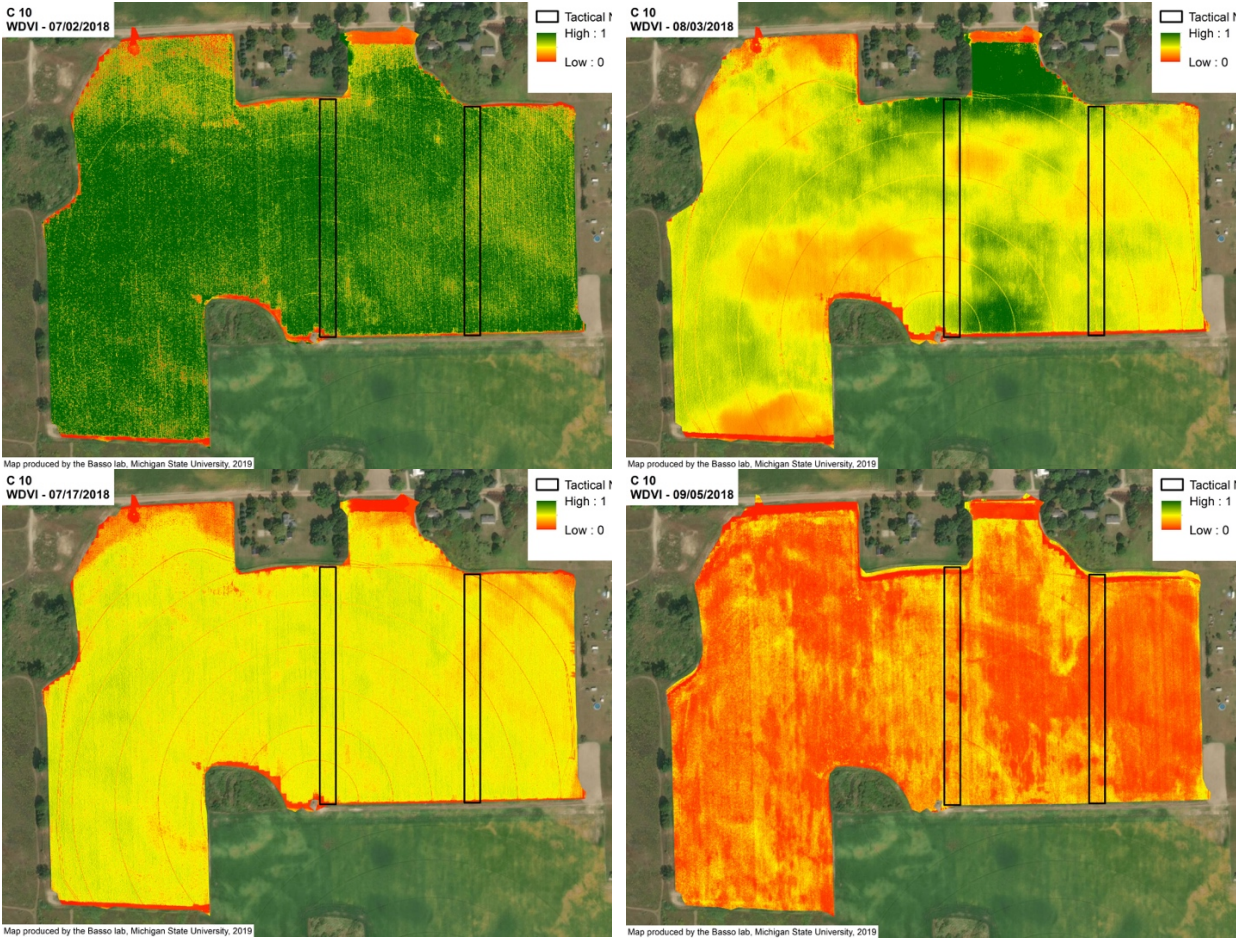 C 10
WDVI - 07/02/2018
Tactical N
High : 1
Low : 0
Map produced by the Basso lab, Michigan State University, 2019
C 10
WDVI - 08/03/2018
Tactical N
High : 1
Low : 0
Map produced by the Basso lab, Michigan State University, 2019
C 10
WDVI - 07/17/2018
Tactical N
High : 1
Low : 0
Map produced by the Basso lab, Michigan State University, 2019
C 10
WDVI - 09/05/2018
Tactical N
High : 1
Low : 0
Map produced by the Basso lab, Michigan State University, 2019